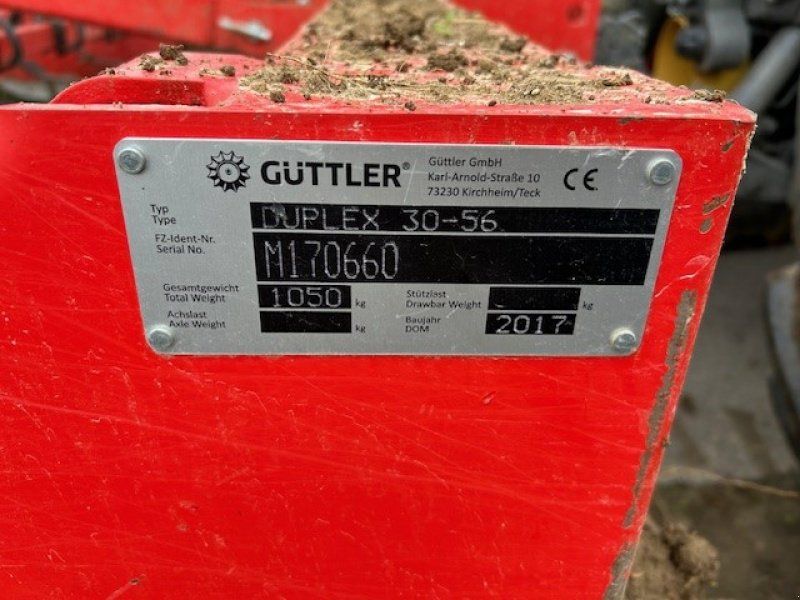 GÜTTLER®
Güttler GmbH
Karl-Arnold-Straße 10
73230 Kirchheim/Teck
CE
Typ
Type
DUPLEX 30-56
FZ-Ident-Nr.
Serial No.
M170660
Gesamtgewicht
Total Weight
1050 kg
Stützlast
Drawbar Weight
kg
Achslast
Axle Weight
kg
Baujahr
DOM
2017